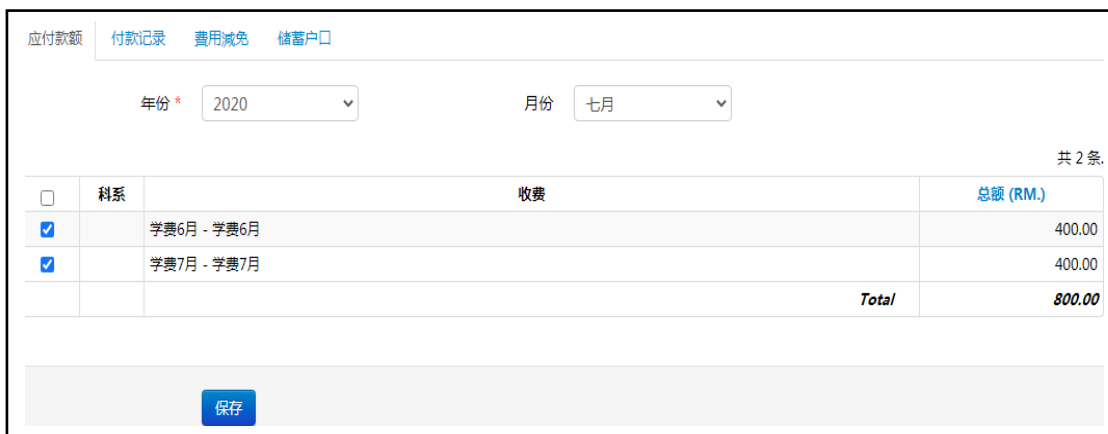 应付款额 付款记录 費用減免 储蓄户口
年份 * 2020 月份 七月
共 2 条.
科系 收费 总额 (RM.)
学费6月 - 学费6月 400.00
学费7月 - 学费7月 400.00
Total 800.00
保存